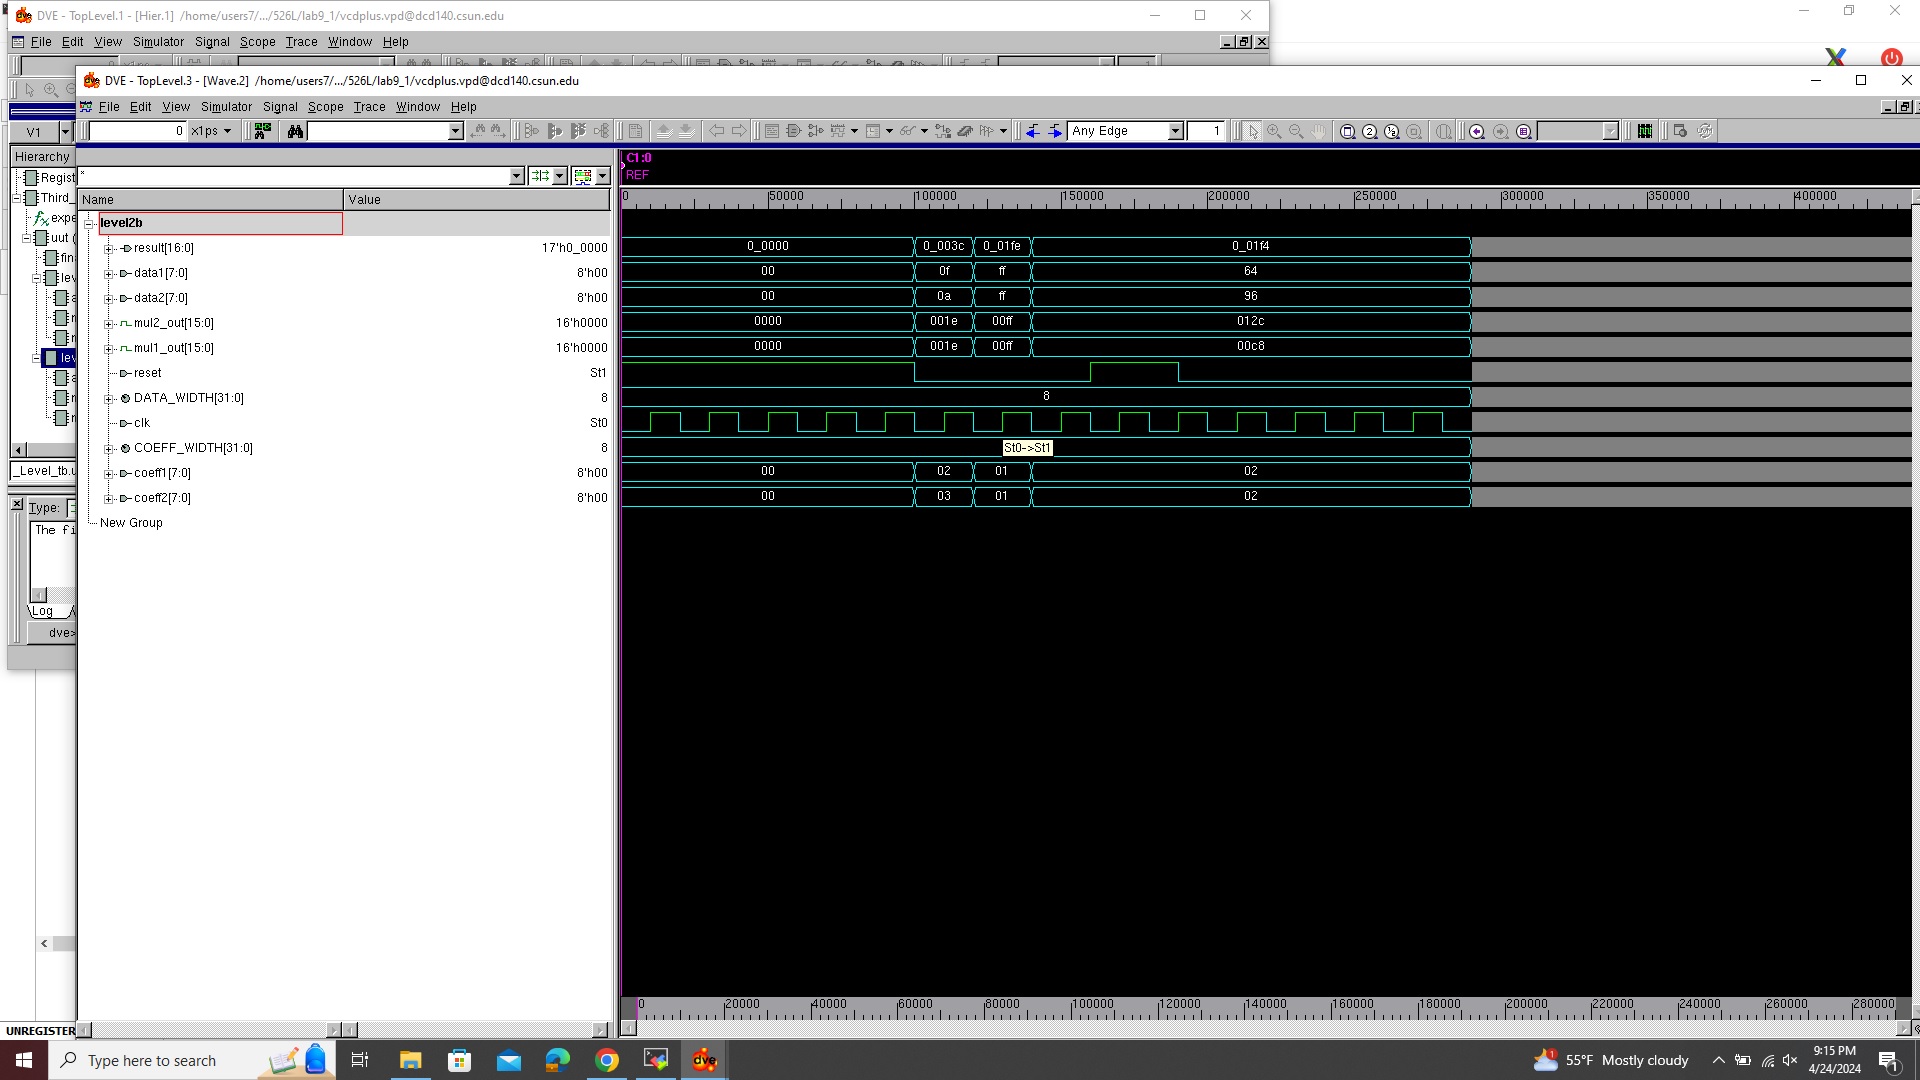 DVE - TopLevel.1 - [Hier.1] /home/users7/.../526L/lab9_1/vcdplus.vpd@dcd140.csun.edu
File Edit View Simulator Signal Scope Trace Window Help
DVE - TopLevel.3 - [Wave.2] /home/users7/.../526L/lab9_1/vcdplus.vpd@dcd140.csun.edu
File Edit View Simulator Signal Scope Trace Window Help
V1
0 x1ps Any Edge 1
Hierarchy
Regist
Third_
expe
uut (
fin
lev
a
r
r
lev
a
r
r
_Level_tb.u
Type:
The fi
Log
dve>
UNREGISTER
*
Name Value
level2b
result[16:0] 17'h0_0000
data1[7:0] 8'h00
data2[7:0] 8'h00
mul2_out[15:0] 16'h0000
mul1_out[15:0] 16'h0000
reset St1
DATA_WIDTH[31:0] 8
clk St0
COEFF_WIDTH[31:0] 8
coeff1[7:0] 8'h00
coeff2[7:0] 8'h00
New Group
C1:0
REF
0 50000 100000 150000 200000 250000 300000 350000 400000
0_0000 0_003c 0_01fe 0_01f4
00 0f ff 64
00 0a ff 96
0000 001e 00ff 012c
0000 001e 00ff 00c8
8
St0->St1
00 02 01 02
00 03 01 02
0 20000 40000 60000 80000 100000 120000 140000 160000 180000 200000 220000 240000 260000 280000
Type here to search
dve
1
55°F Mostly cloudy
9:15 PM
4/24/2024
1